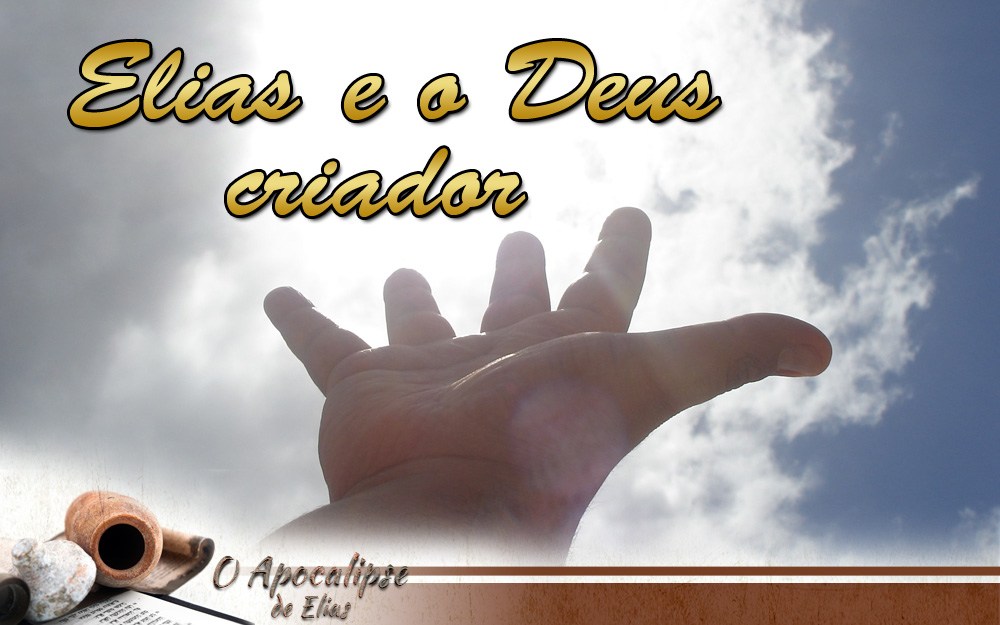 Elias e o Deus
criador
O Apocalipse
de Elias